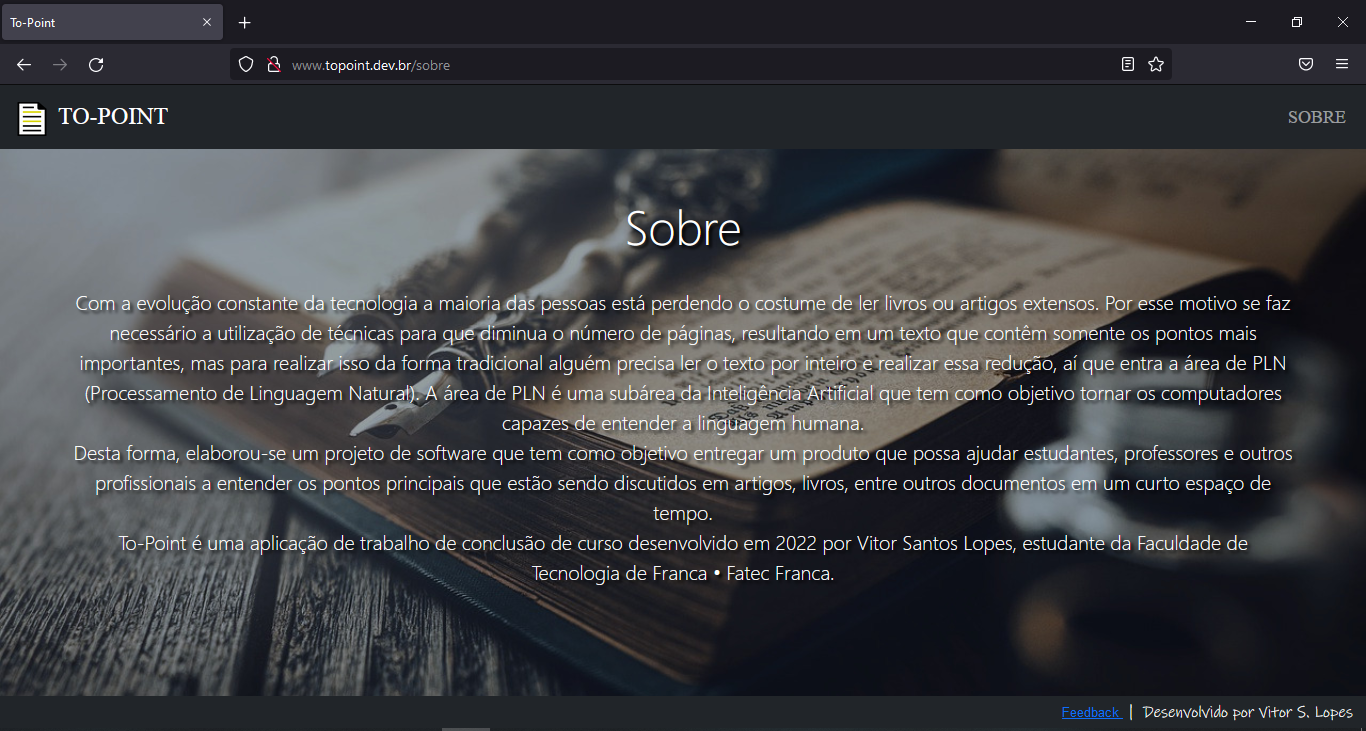 To-Point
www.topoint.dev.br/sobre
TO-POINT
SOBRE
Sobre
Com a evolução constante da tecnologia a maioria das pessoas está perdendo o costume de ler livros ou artigos extensos. Por esse motivo se faz
necessário a utilização de técnicas para que diminua o número de páginas, resultando em um texto que contêm somente os pontos mais
importantes, mas para realizar isso da forma tradicional alguém precisa ler o texto por inteiro e realizar essa redução, aí que entra a área de PLN
(Processamento de Linguagem Natural). A área de PLN é uma subárea da Inteligência Artificial que tem como objetivo tornar os computadores
capazes de entender a linguagem humana.
Desta forma, elaborou-se um projeto de software que tem como objetivo entregar um produto que possa ajudar estudantes, professores e outros
profissionais a entender os pontos principais que estão sendo discutidos em artigos, livros, entre outros documentos em um curto espaço de
tempo.
To-Point é uma aplicação de trabalho de conclusão de curso desenvolvido em 2022 por Vitor Santos Lopes, estudante da Faculdade de
Tecnologia de Franca • Fatec Franca.
Feedback | Desenvolvido por Vitor S. Lopes